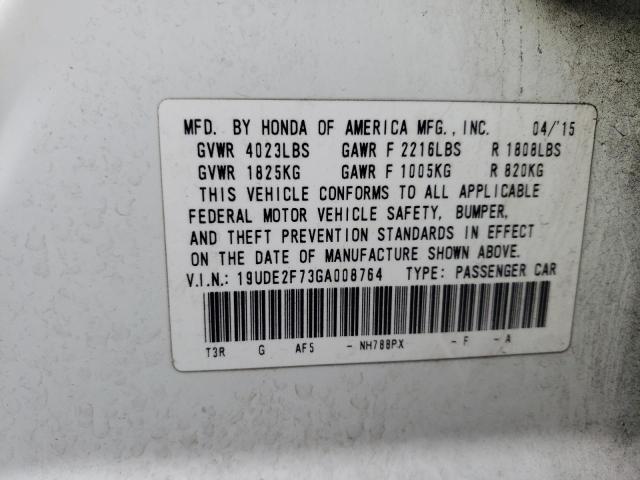 MFD. BY HONDA OF AMERICA MFG., INC. 04/'15
GVWR 4023LBS GAWR F 2216LBS R 1808LBS
GVWR 1825KG GAWR F 1005KG R 820KG
THIS VEHICLE CONFORMS TO ALL APPLICABLE
FEDERAL MOTOR VEHICLE SAFETY, BUMPER,
AND THEFT PREVENTION STANDARDS IN EFFECT
ON THE DATE OF MANUFACTURE SHOWN ABOVE.
V.I.N.: 19UDE2F73GA008764 TYPE: PASSENGER CAR
T3R G AF5 - NH788PX - F - A